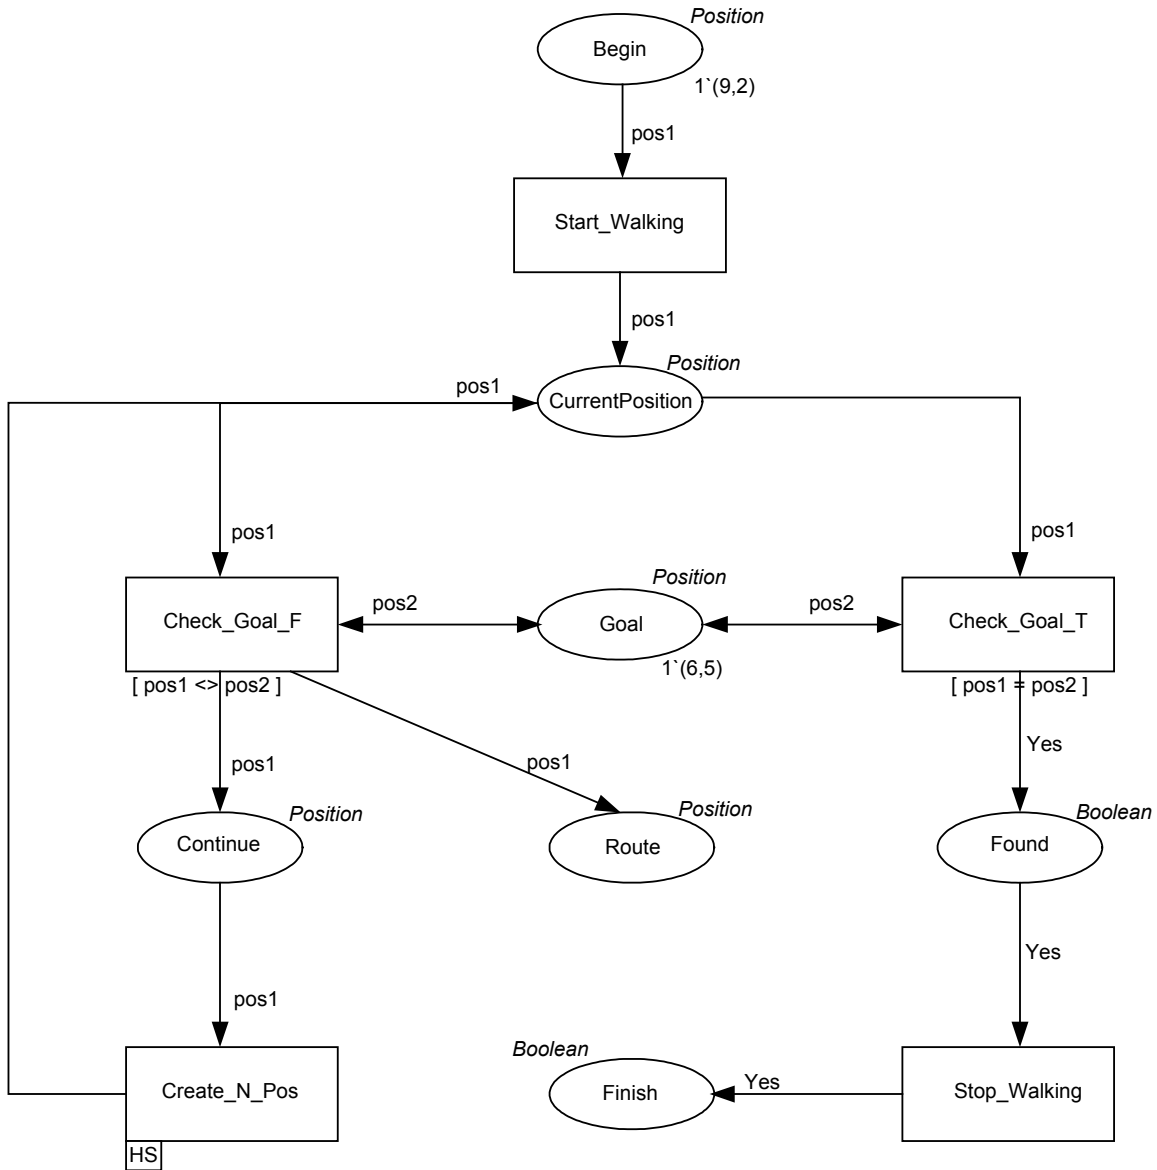 Position
Begin
1`(9,2)
pos1
Start_Walking
pos1
Position
pos1
CurrentPosition
pos1
pos1
Position
Check_Goal_F
pos2
Goal
pos2
Check_Goal_T
1`(6,5)
[ pos1 <> pos2 ]
[ pos1 = pos2 ]
Yes
pos1
pos1
Position
Position
Boolean
Continue
Route
Found
Yes
pos1
Boolean
Create_N_Pos
Finish
Yes
Stop_Walking
HS